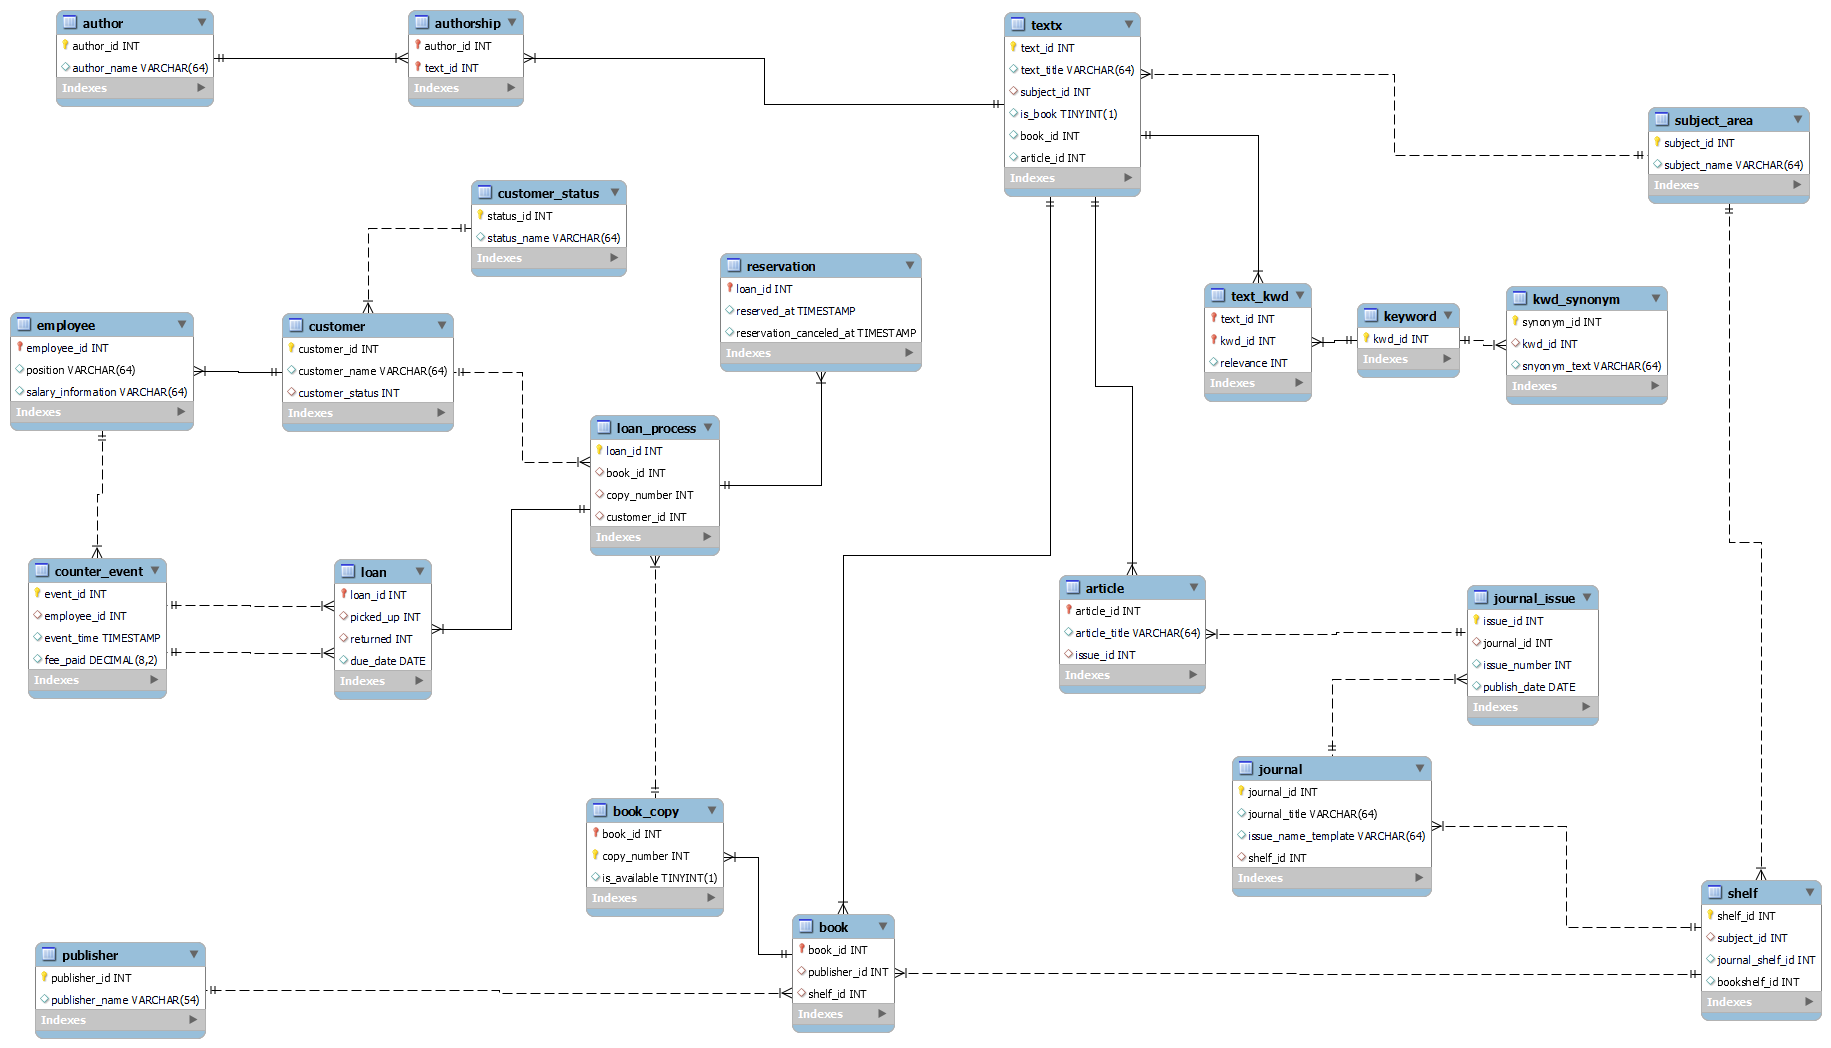 author
author_id INT
author_name VARCHAR(64)
Indexes
authorship
author_id INT
text_id INT
Indexes
textx
text_id INT
text_title VARCHAR(64)
subject_id INT
is_book TINYINT(1)
book_id INT
article_id INT
Indexes
subject_area
subject_id INT
subject_name VARCHAR(64)
Indexes
customer_status
status_id INT
status_name VARCHAR(64)
Indexes
reservation
loan_id INT
reserved_at TIMESTAMP
reservation_canceled_at TIMESTAMP
Indexes
employee
employee_id INT
position VARCHAR(64)
salary_information VARCHAR(64)
Indexes
customer
customer_id INT
customer_name VARCHAR(64)
customer_status INT
Indexes
text_kwd
text_id INT
kwd_id INT
relevance INT
Indexes
keyword
kwd_id INT
Indexes
kwd_synonym
synonym_id INT
kwd_id INT
snyonym_text VARCHAR(64)
Indexes
loan_process
loan_id INT
book_id INT
copy_number INT
customer_id INT
Indexes
counter_event
event_id INT
employee_id INT
event_time TIMESTAMP
fee_paid DECIMAL(8,2)
Indexes
loan
loan_id INT
picked_up INT
returned INT
due_date DATE
Indexes
article
article_id INT
article_title VARCHAR(64)
issue_id INT
Indexes
journal_issue
issue_id INT
journal_id INT
issue_number INT
publish_date DATE
Indexes
journal
journal_id INT
journal_title VARCHAR(64)
issue_name_template VARCHAR(64)
shelf_id INT
Indexes
book_copy
book_id INT
copy_number INT
is_available TINYINT(1)
Indexes
shelf
shelf_id INT
subject_id INT
journal_shelf_id INT
bookshelf_id INT
Indexes
book
book_id INT
publisher_id INT
shelf_id INT
Indexes
publisher
publisher_id INT
publisher_name VARCHAR(54)
Indexes